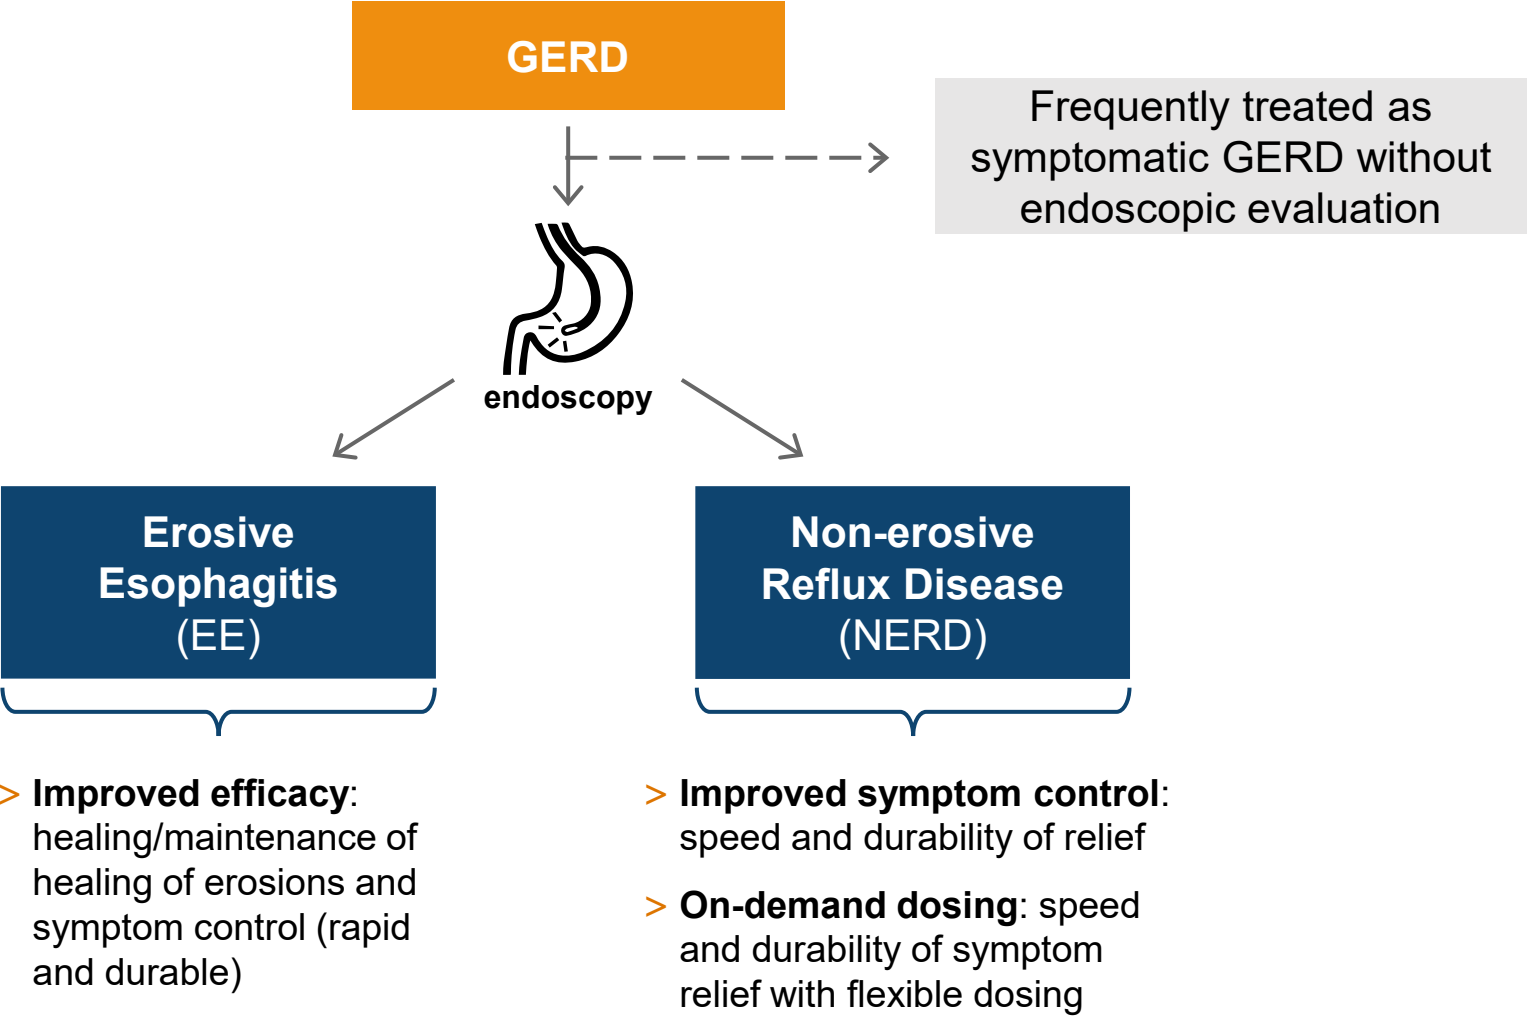 GERD
Frequently treated as
symptomatic GERD without
endoscopic evaluation
endoscopy
Erosive
Esophagitis
(EE)
Non-erosive
Reflux Disease
(NERD)
> Improved efficacy:
healing/maintenance of
healing of erosions and
symptom control (rapid
and durable)
> Improved symptom control:
speed and durability of relief
> On-demand dosing: speed
and durability of symptom
relief with flexible dosing